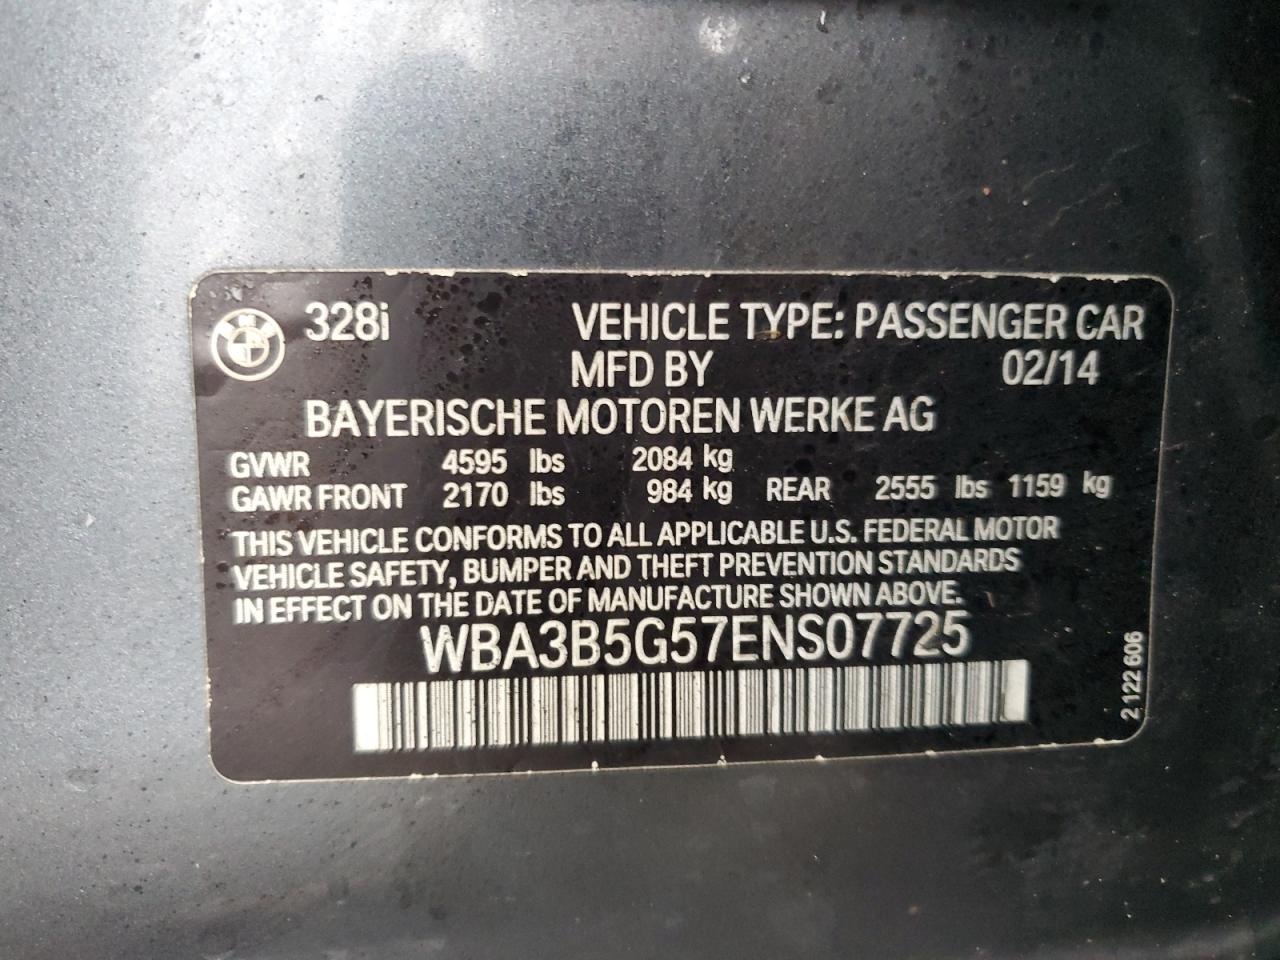 328i VEHICLE TYPE: PASSENGER CAR
MFD BY 02/14
BAYERISCHE MOTOREN WERKE AG
GVWR 4595 lbs 2084 kg
GAWR FRONT 2170 lbs 984 kg REAR 2555 lbs 1159 kg
THIS VEHICLE CONFORMS TO ALL APPLICABLE U.S. FEDERAL MOTOR
VEHICLE SAFETY, BUMPER AND THEFT PREVENTION STANDARDS
IN EFFECT ON THE DATE OF MANUFACTURE SHOWN ABOVE.
WBA3B5G57ENS07725
2 122 606